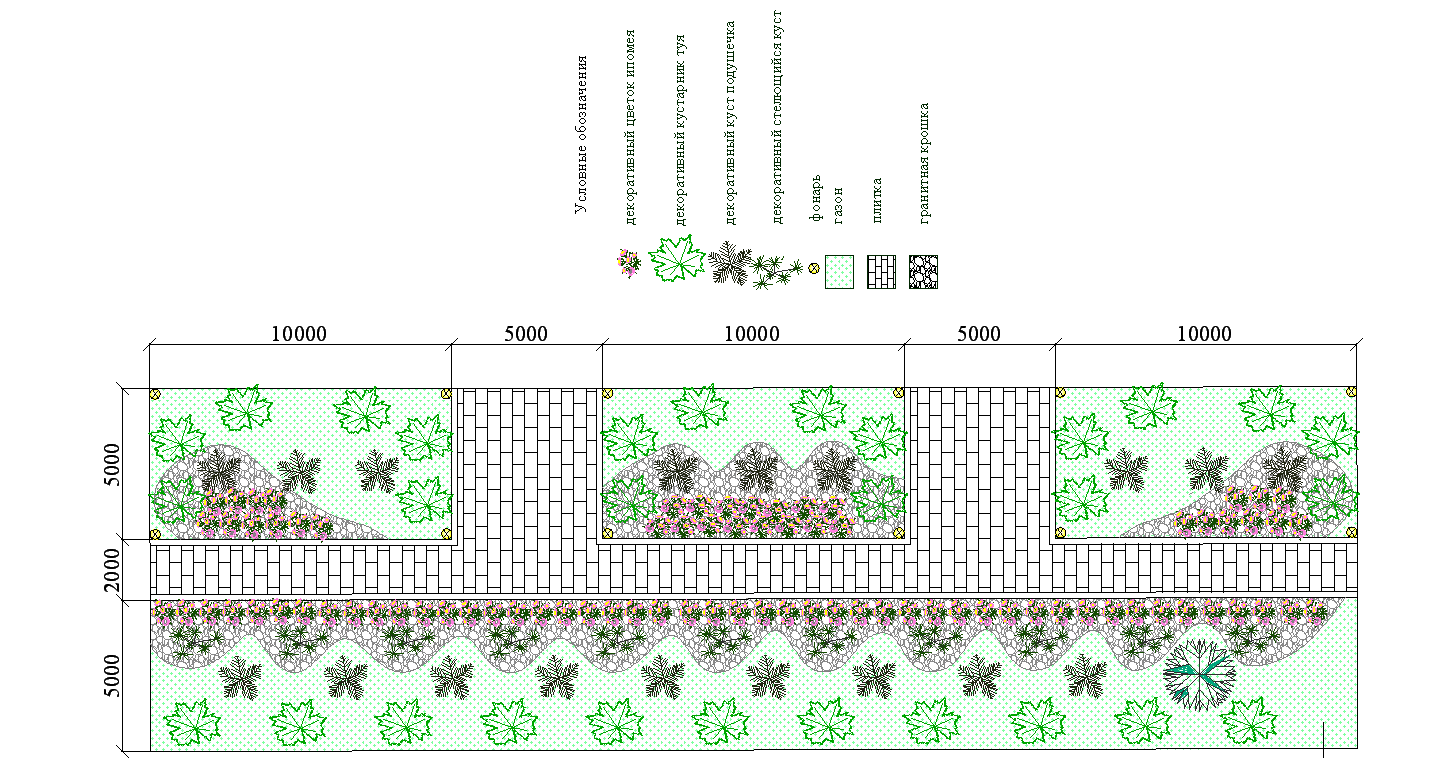 Условные обозначения
декоративный цветок ипомея
декоративный кустарник туя
декоративный куст подушечка
декоративный стелющийся куст
фонарь
газон
плитка
гранитная крошка
10000
5000
10000
5000
10000
5000
2000
5000